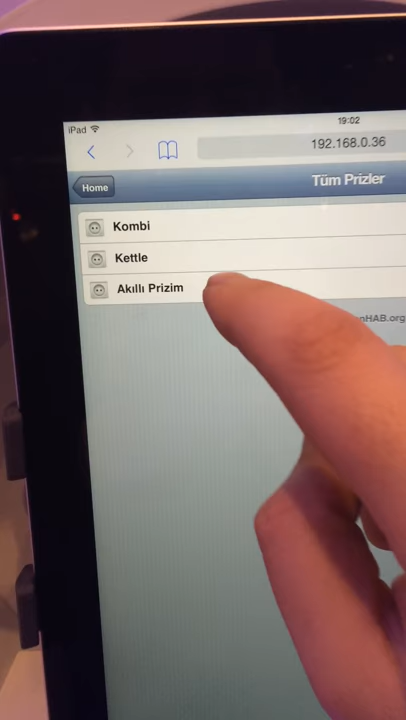 iPad 19:02
192.168.0.36
Home Tüm Prizler
Kombi
Kettle
Akıllı Prizim
nHAB.org